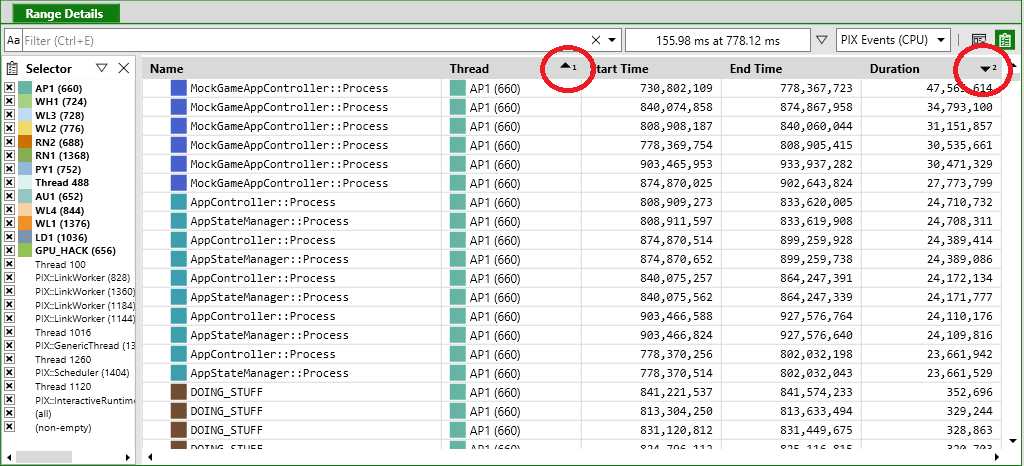 Range Details
Aa Filter (Ctrl+E) 155.98 ms at 778.12 ms PIX Events (CPU)
Selector
AP1 (660)
WH1 (724)
WL3 (728)
WL2 (776)
RN2 (688)
RN1 (1368)
PY1 (752)
Thread 488
AU1 (652)
WL4 (844)
WL1 (1376)
LD1 (1036)
GPU_HACK (656)
Thread 100
PIX::LinkWorker (828)
PIX::LinkWorker (1360)
PIX::LinkWorker (1184)
PIX::LinkWorker (1144)
Thread 1016
PIX::GenericThread (13
Thread 1260
PIX::Scheduler (1404)
Thread 1120
PIX::InteractiveRuntime
(all)
(non-empty)
Name Thread 1 Start Time End Time Duration 2
MockGameAppController::Process AP1 (660) 730,802,109 778,367,723 47,565,614
MockGameAppController::Process AP1 (660) 840,074,858 874,867,958 34,793,100
MockGameAppController::Process AP1 (660) 808,908,187 840,060,044 31,151,857
MockGameAppController::Process AP1 (660) 778,369,754 808,905,415 30,535,661
MockGameAppController::Process AP1 (660) 903,465,953 933,937,282 30,471,329
MockGameAppController::Process AP1 (660) 874,870,025 902,643,824 27,773,799
AppController::Process AP1 (660) 808,909,273 833,620,005 24,710,732
AppStateManager::Process AP1 (660) 808,911,597 833,619,908 24,708,311
AppController::Process AP1 (660) 874,870,514 899,259,928 24,389,414
AppStateManager::Process AP1 (660) 874,870,652 899,259,738 24,389,086
AppController::Process AP1 (660) 840,075,257 864,247,391 24,172,134
AppStateManager::Process AP1 (660) 840,075,562 864,247,339 24,171,777
AppController::Process AP1 (660) 903,466,588 927,576,764 24,110,176
AppStateManager::Process AP1 (660) 903,466,824 927,576,640 24,109,816
AppController::Process AP1 (660) 778,370,256 802,032,198 23,661,942
AppStateManager::Process AP1 (660) 778,370,514 802,032,043 23,661,529
DOING_STUFF AP1 (660) 841,221,537 841,574,233 352,696
DOING_STUFF AP1 (660) 813,304,250 813,633,494 329,244
DOING_STUFF AP1 (660) 831,120,812 831,449,675 328,863
DOING_STUFF AP1 (660)